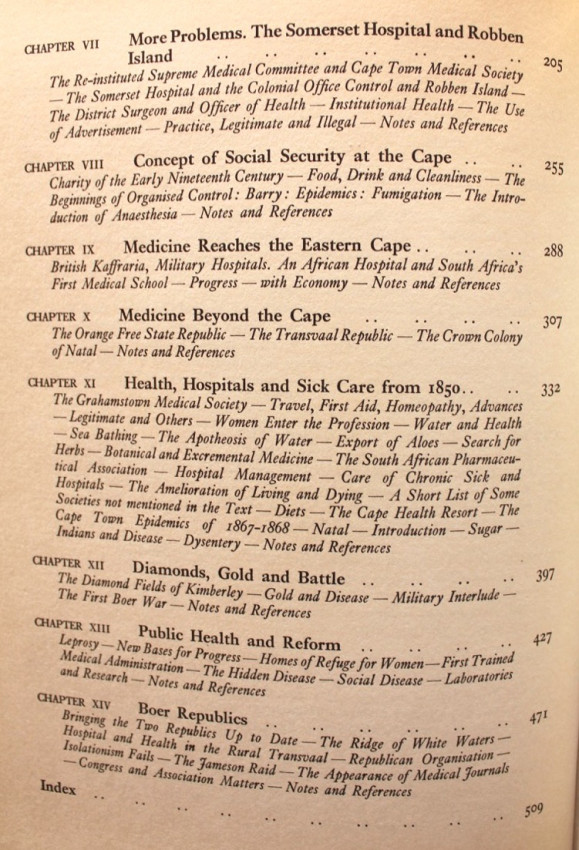 CHAPTER VII More Problems. The Somerset Hospital and Robben
Island .. .. .. .. .. .. .. 205
The Re-instituted Supreme Medical Committee and Cape Town Medical Society
— The Somerset Hospital and the Colonial Office Control and Robben Island —
The District Surgeon and Officer of Health — Institutional Health — The Use
of Advertisement — Practice, Legitimate and Illegal — Notes and References
CHAPTER VIII Concept of Social Security at the Cape .. .. 255
Charity of the Early Nineteenth Century — Food, Drink and Cleanliness — The
Beginnings of Organised Control: Barry: Epidemics: Fumigation — The Intro-
duction of Anaesthesia — Notes and References
CHAPTER IX Medicine Reaches the Eastern Cape .. .. .. 288
British Kaffraria, Military Hospitals. An African Hospital and South Africa's
First Medical School — Progress — with Economy — Notes and References
CHAPTER X Medicine Beyond the Cape .. .. .. .. 307
The Orange Free State Republic — The Transvaal Republic — The Crown Colony
of Natal — Notes and References
CHAPTER XI Health, Hospitals and Sick Care from 1850.. .. .. 332
The Grahamstown Medical Society — Travel, First Aid, Homeopathy, Advances
— Legitimate and Others — Women Enter the Profession — Water and Health
— Sea Bathing — The Apotheosis of Water — Export of Aloes — Search for
Herbs — Botanical and Excremental Medicine — The South African Pharmaceu-
tical Association — Hospital Management — Care of Chronic Sick and
Hospitals — The Amelioration of Living and Dying — A Short List of Some
Societies not mentioned in the Text — Diets — The Cape Health Resort — The
Cape Town Epidemics of 1867-1868 — Natal — Introduction — Sugar —
Indians and Disease — Dysentery — Notes and References
CHAPTER XII Diamonds, Gold and Battle .. .. .. .. 397
The Diamond Fields of Kimberley — Gold and Disease — Military Interlude —
The First Boer War — Notes and References
CHAPTER XIII Public Health and Reform .. .. .. .. 427
Leprosy — New Bases for Progress — Homes of Refuge for Women — First Trained
Medical Administration — The Hidden Disease — Social Disease — Laboratories
and Research — Notes and References
CHAPTER XIV Boer Republics .. .. .. .. .. .. 471
Bringing the Two Republics Up to Date — The Ridge of White Waters —
Hospital and Health in the Rural Transvaal — Republican Organisation —
Isolationism Fails — The Jameson Raid — The Appearance of Medical Journals
— Congress and Association Matters — Notes and References
Index .. .. .. .. .. .. .. .. .. .. 509